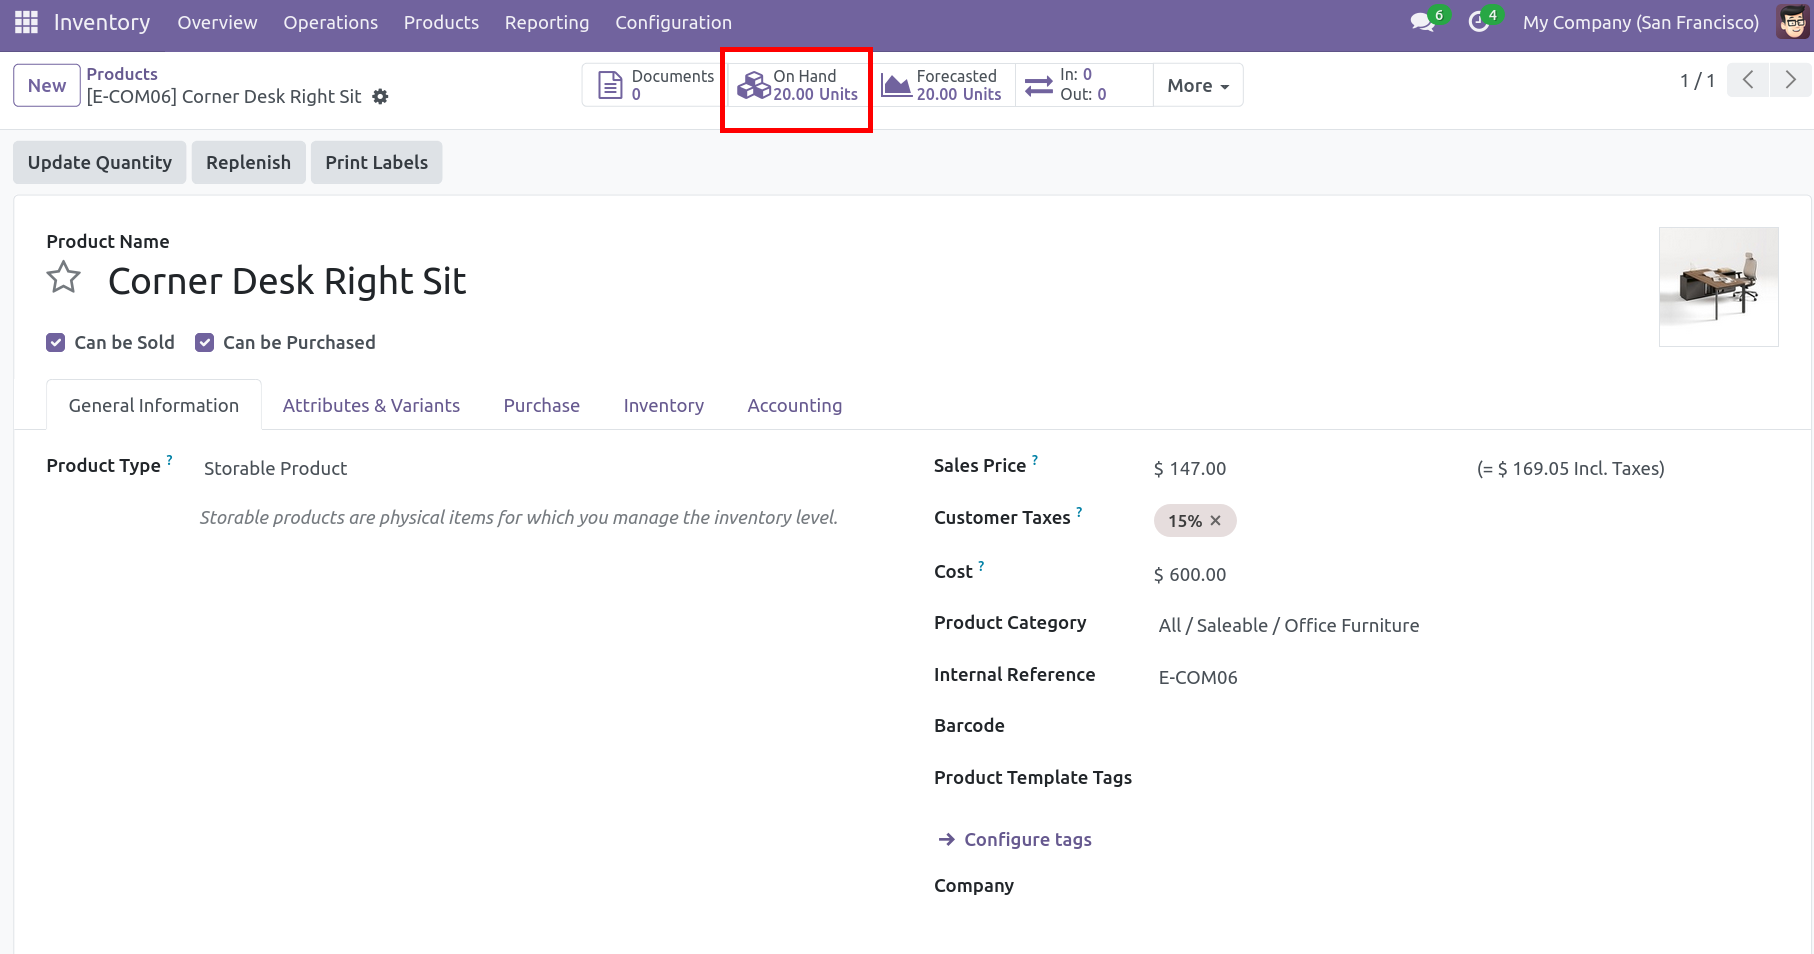 Inventory Overview Operations Products Reporting Configuration 6 4 My Company (San Francisco)
New Products Documents On Hand Forecasted In: 0 More 1 / 1
[E-COM06] Corner Desk Right Sit 0 20.00 Units 20.00 Units Out: 0
Update Quantity Replenish Print Labels
Product Name
Corner Desk Right Sit
Can be Sold Can be Purchased
General Information Attributes & Variants Purchase Inventory Accounting
Product Type ? Storable Product Sales Price ? $ 147.00 (= $ 169.05 Incl. Taxes)
Storable products are physical items for which you manage the inventory level. Customer Taxes ? 15% ×
Cost ? $ 600.00
Product Category All / Saleable / Office Furniture
Internal Reference E-COM06
Barcode
Product Template Tags
→ Configure tags
Company